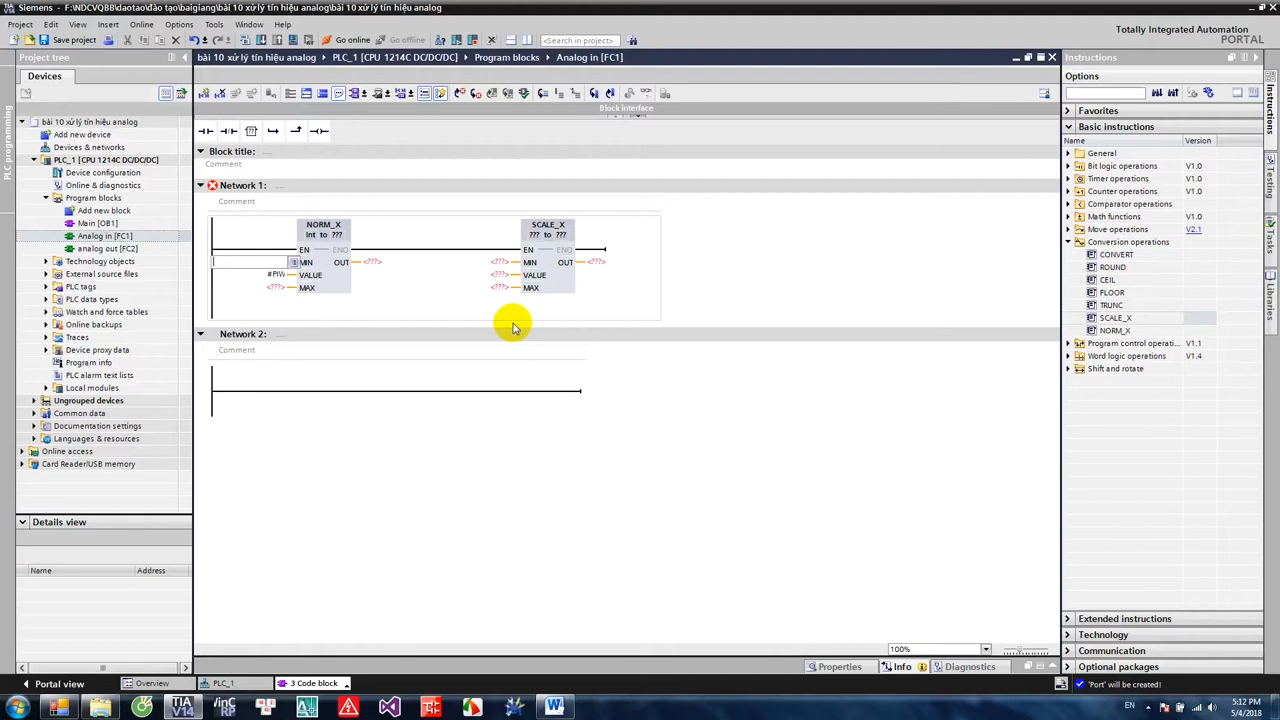 Siemens - F:\NDCVQBB\daotao\đào tạo\baigiang\bài 10 xử lý tín hiệu analog\bài 10 xử lý tín hiệu analog
Project Edit View Insert Online Options Tools Window Help
Totally Integrated Automation
PORTAL
Save project
Go online
Go offline
<Search in project>
Project tree
bài 10 xử lý tín hiệu analog
PLC_1 [CPU 1214C DC/DC/DC]
Program blocks
Analog in [FC1]
Instructions
Devices
Options
PLC programming
Block interface
Favorites
Basic instructions
Name
Version
bài 10 xử lý tín hiệu analog
Add new device
Devices & networks
PLC_1 [CPU 1214C DC/DC/DC]
Device configuration
Online & diagnostics
Program blocks
Add new block
Main [OB1]
Analog in [FC1]
analog out [FC2]
Technology objects
External source files
PLC tags
PLC data types
Watch and force tables
Online backups
Traces
Device proxy data
Program info
PLC alarm text lists
Local modules
Ungrouped devices
Common data
Documentation settings
Languages & resources
Online access
Card Reader/USB memory
Details view
Name
Address
Block title:
Comment
Network 1:
Comment
NORM_X
Int to ???
EN
ENO
MIN
OUT
<???>
#PIW
VALUE
<???>
MAX
SCALE_X
??? to ???
EN
ENO
<???>
MIN
OUT
<???>
<???>
VALUE
<???>
MAX
Network 2:
Comment
General
Bit logic operations V1.0
Timer operations V1.0
Counter operations V1.0
Comparator operations
Math functions V1.0
Move operations V2.1
Conversion operations
CONVERT
ROUND
CEIL
FLOOR
TRUNC
SCALE_X
NORM_X
Program control operati... V1.1
Word logic operations V1.4
Shift and rotate
Extended instructions
Technology
Communication
Optional packages
Instructions
Testing
Tasks
Libraries
100%
Properties
Info
Diagnostics
Portal view
Overview
PLC_1
3 Code block
'Port' will be created!
TIA V14
EN
5:12 PM
5/4/2018